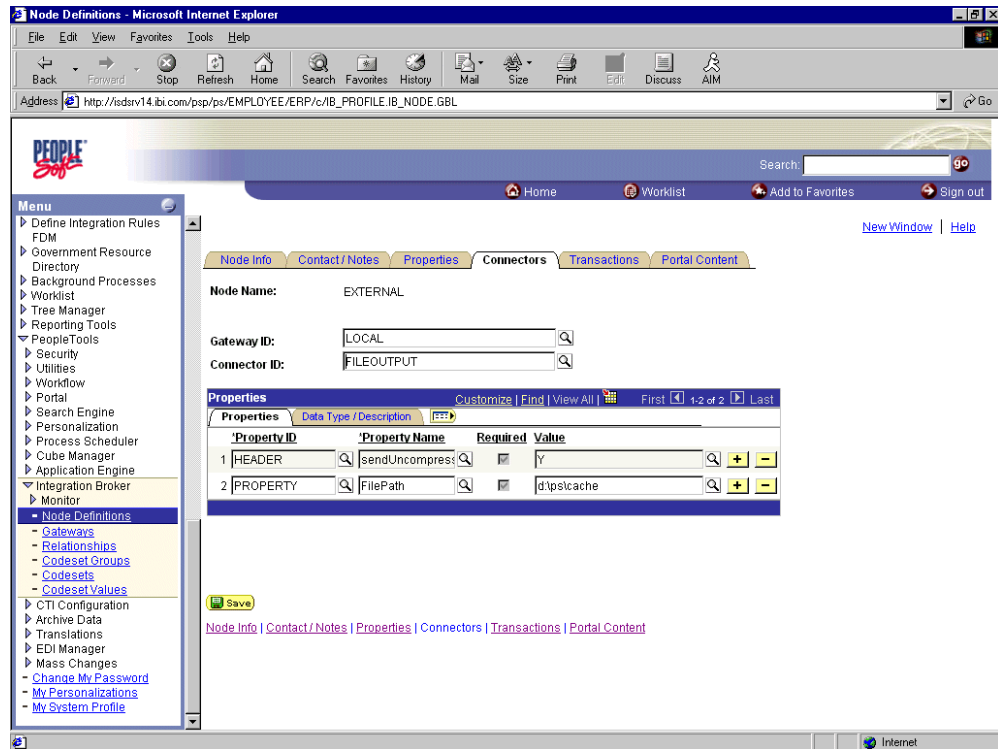 Node Definitions - Microsoft Internet Explorer
File Edit View Favorites Tools Help
Back Forward Stop Refresh Home Search Favorites History Mail Size Print Edit Discuss AIM
Address http://isdsrv14.ibi.com/psp/ps/EMPLOYEE/ERP/c/IB_PROFILE.IB_NODE.GBL Go
PEOPLE
Soft
Search: go
Home Worklist Add to Favorites Sign out
Menu
Define Integration Rules
FDM
Government Resource
Directory
Background Processes
Worklist
Tree Manager
Reporting Tools
PeopleTools
Security
Utilities
Workflow
Portal
Search Engine
Personalization
Process Scheduler
Cube Manager
Application Engine
Integration Broker
Monitor
- Node Definitions
- Gateways
- Relationships
- Codeset Groups
- Codesets
- Codeset Values
CTI Configuration
Archive Data
Translations
EDI Manager
Mass Changes
- Change My Password
- My Personalizations
- My System Profile
New Window | Help
Node Info Contact / Notes Properties Connectors Transactions Portal Content
Node Name: EXTERNAL
Gateway ID: LOCAL
Connector ID: FILEOUTPUT
Properties Customize | Find | View All | First 1-2 of 2 Last
Properties Data Type / Description
*Property ID *Property Name Required Value
1 HEADER sendUncompress Y + -
2 PROPERTY FilePath d:\ps\cache + -
Save
Node Info | Contact / Notes | Properties | Connectors | Transactions | Portal Content
Internet